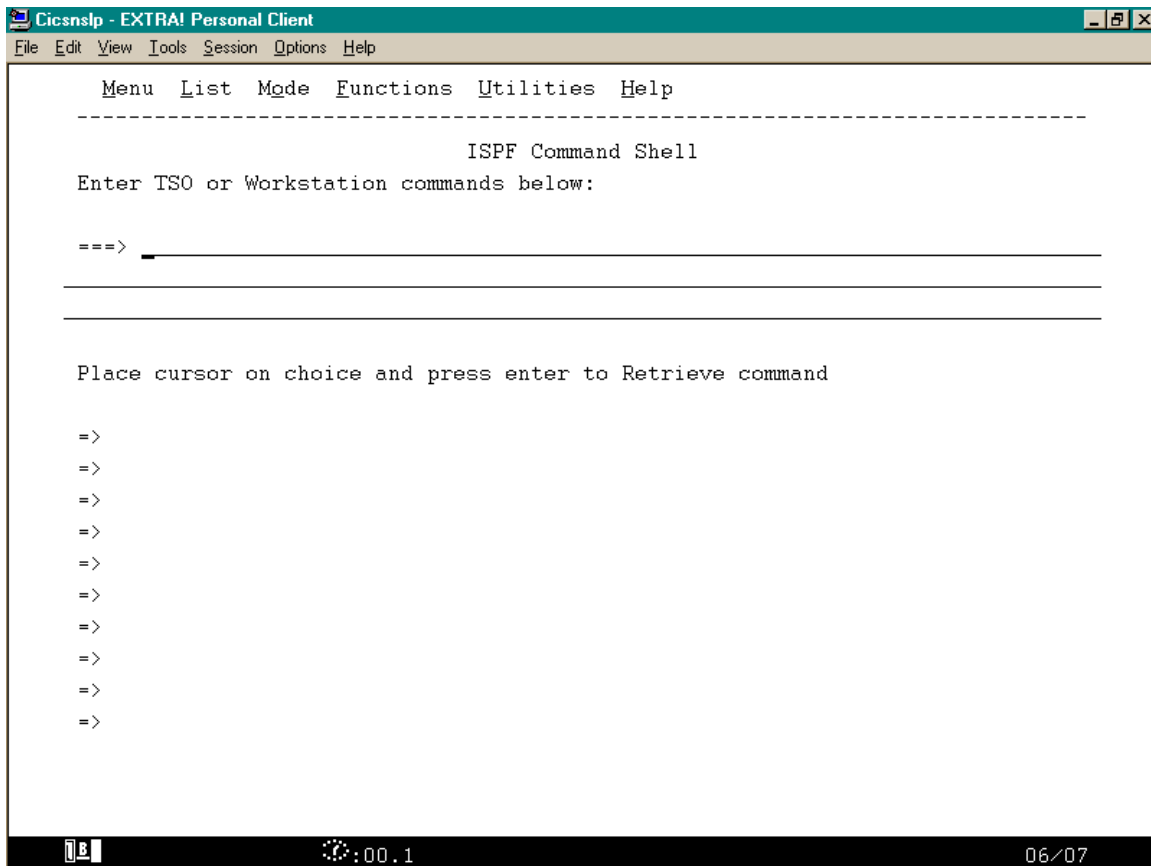 Cicsnslp - EXTRA! Personal Client
File Edit View Tools Session Options Help
Menu List Mode Functions Utilities Help
-------------------------------------------------------------------------------
ISPF Command Shell
Enter TSO or Workstation commands below:
===> _
Place cursor on choice and press enter to Retrieve command
=>
=>
=>
=>
=>
=>
=>
=>
=>
=>
:00.1 06/07